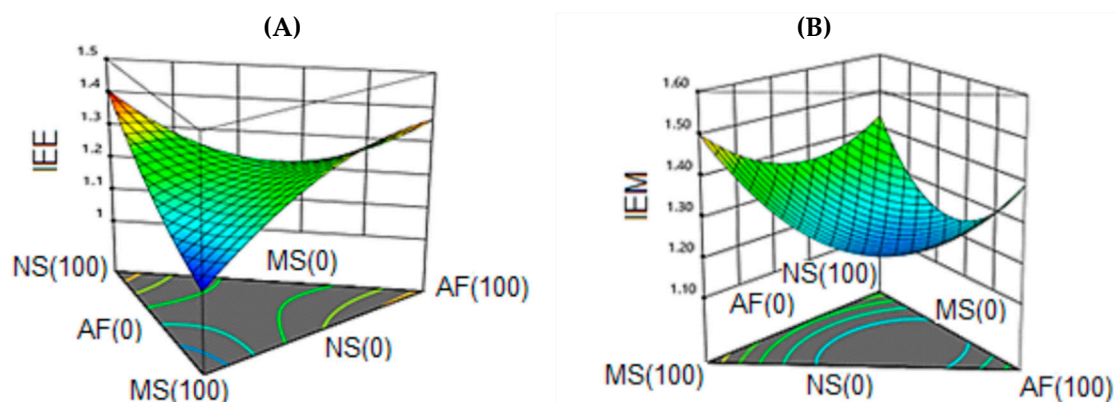 (A)
1.5
1.4
1.3
1.2
1.1
1
IEE
NS(100)
MS(0)
AF(100)
AF(0)
NS(0)
MS(100)
(B)
1.60
1.50
1.40
1.30
1.20
1.10
IEM
NS(100)
AF(0)
MS(0)
MS(100)
NS(0)
AF(100)